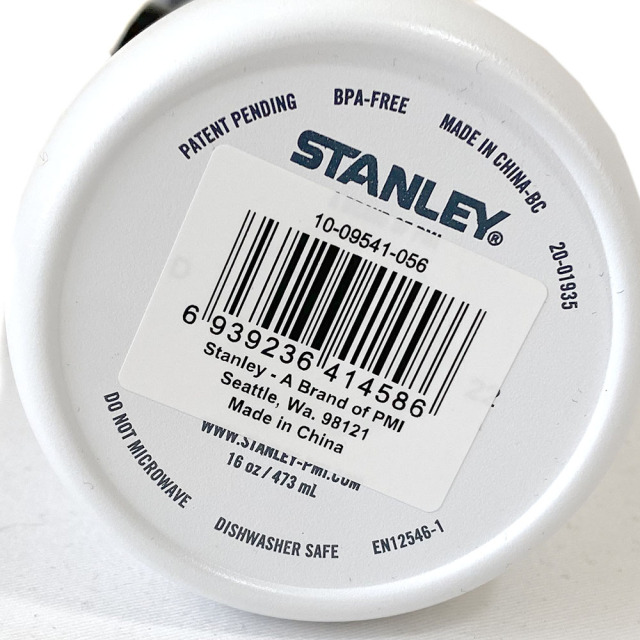 PATENT PENDING
BPA-FREE
MADE IN CHINA-BC
20-01935
STANLEY®
10-09541-056
6 939236 414586
Stanley - A Brand of PMI
Seattle, Wa. 98121
Made in China
WWW.STANLEY-PMI.COM
16 oz / 473 mL
DO NOT MICROWAVE
DISHWASHER SAFE
EN12546-1